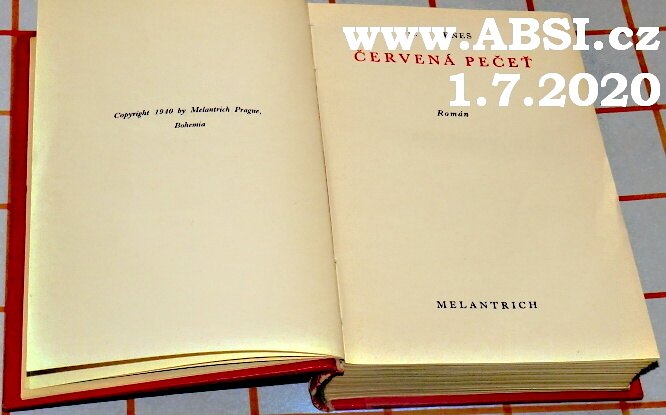 Copyright 1940 by Melantrich Prague,
Bohemia
www.ABSI.cz
ČERVENÁ PEČEŤ
1.7.2020
Román
MELANTRICH